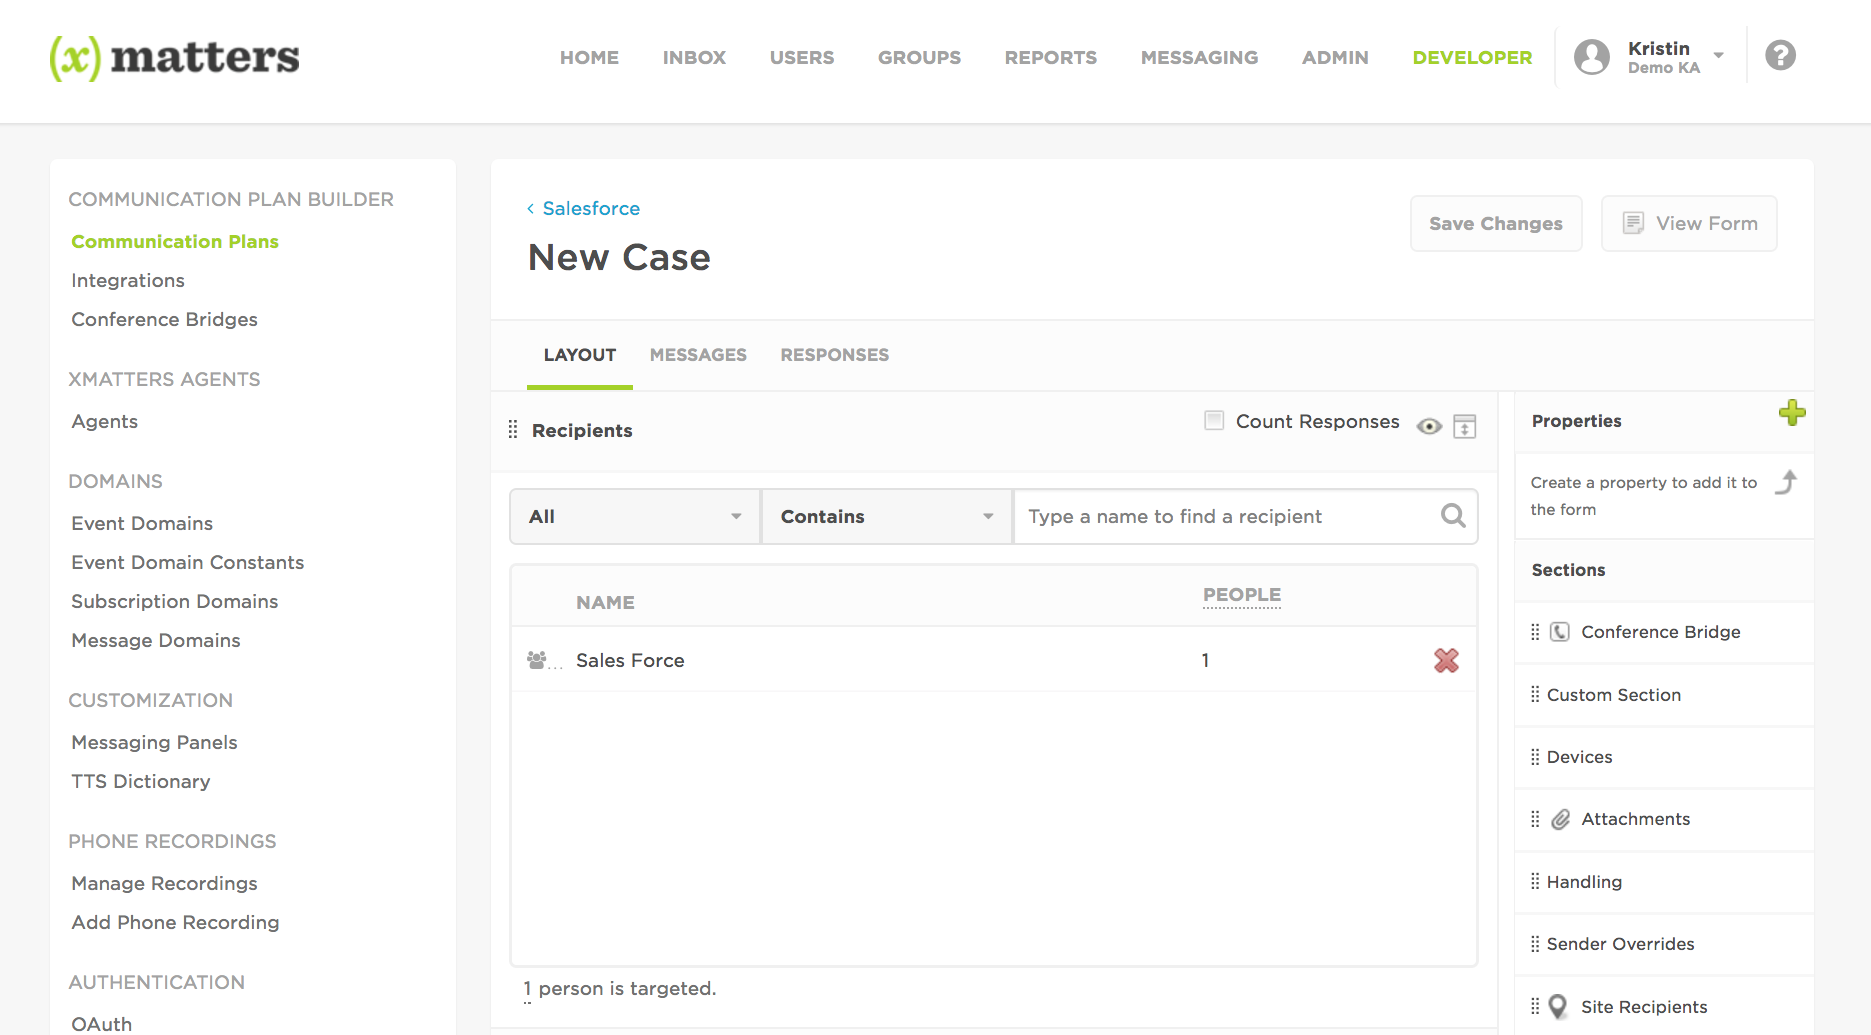 (x) matters
HOME INBOX USERS GROUPS REPORTS MESSAGING ADMIN DEVELOPER
Kristin
Demo KA
?
COMMUNICATION PLAN BUILDER
Communication Plans
Integrations
Conference Bridges
XMATTERS AGENTS
Agents
DOMAINS
Event Domains
Event Domain Constants
Subscription Domains
Message Domains
CUSTOMIZATION
Messaging Panels
TTS Dictionary
PHONE RECORDINGS
Manage Recordings
Add Phone Recording
AUTHENTICATION
OAuth
‹ Salesforce
New Case
Save Changes
View Form
LAYOUT MESSAGES RESPONSES
Recipients
Count Responses
All
Contains
Type a name to find a recipient
NAME PEOPLE
... Sales Force 1
1 person is targeted.
Properties
Create a property to add it to
the form
Sections
Conference Bridge
Custom Section
Devices
Attachments
Handling
Sender Overrides
Site Recipients